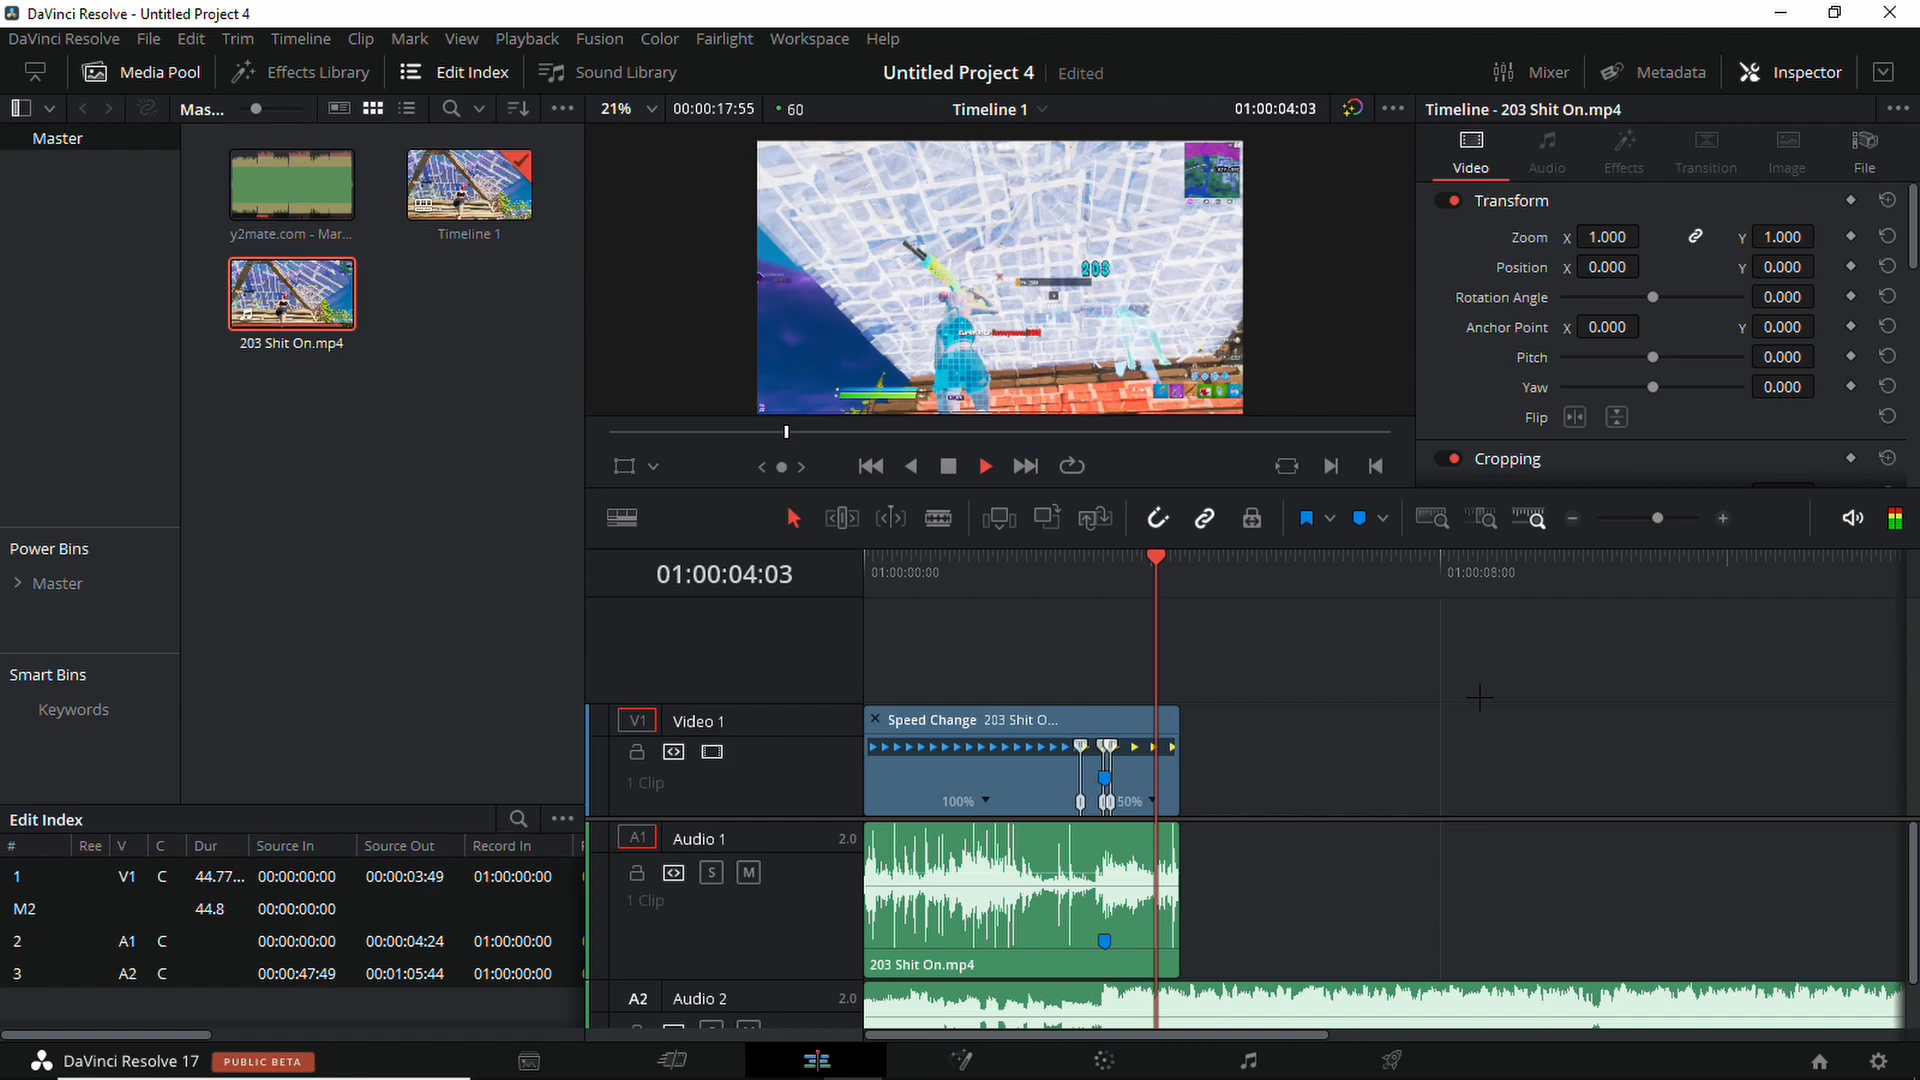 DaVinci Resolve - Untitled Project 4
DaVinci Resolve File Edit Trim Timeline Clip Mark View Playback Fusion Color Fairlight Workspace Help
Media Pool Effects Library Edit Index Sound Library Untitled Project 4 Edited Mixer Metadata Inspector
Mas... 21% 00:00:17:55 60 Timeline 1 01:00:04:03 Timeline - 203 Shit On.mp4
Master
Video Audio Effects Transition Image File
y2mate.com - Mar...
Timeline 1
203 Shit On.mp4
203
Transform
Zoom X 1.000 Y 1.000
Position X 0.000 Y 0.000
Rotation Angle 0.000
Anchor Point X 0.000 Y 0.000
Pitch 0.000
Yaw 0.000
Flip
Cropping
Power Bins
Master
Smart Bins
Keywords
01:00:04:03
01:00:00:00
01:00:08:00
V1 Video 1
1 Clip
Speed Change 203 Shit O...
100%
50%
A1 Audio 1 2.0
S M
1 Clip
203 Shit On.mp4
A2 Audio 2 2.0
Edit Index
# Ree V C Dur Source In Source Out Record In
1 V1 C 44.77... 00:00:00:00 00:00:03:49 01:00:00:00
M2 44.8 00:00:00:00
2 A1 C 00:00:00:00 00:00:04:24 01:00:00:00
3 A2 C 00:00:47:49 00:01:05:44 01:00:00:00
DaVinci Resolve 17 PUBLIC BETA